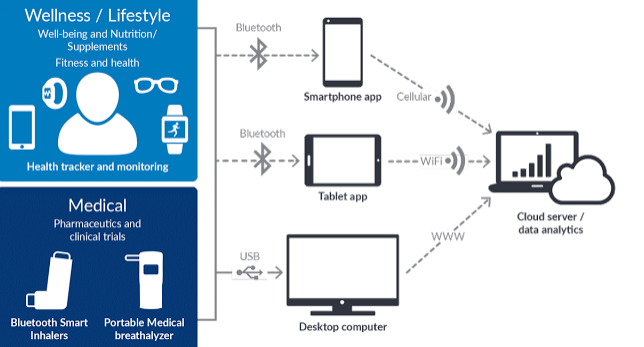 Wellness / Lifestyle
Well-being and Nutrition/
Supplements
Fitness and health
W
Health tracker and monitoring
Medical
Pharmaceutics and
clinical trials
Bluetooth Smart
Inhalers
Portable Medical
breathalyzer
Bluetooth
Smartphone app
Cellular
Bluetooth
Tablet app
WiFi
USB
Desktop computer
WWW
Cloud server /
data analytics